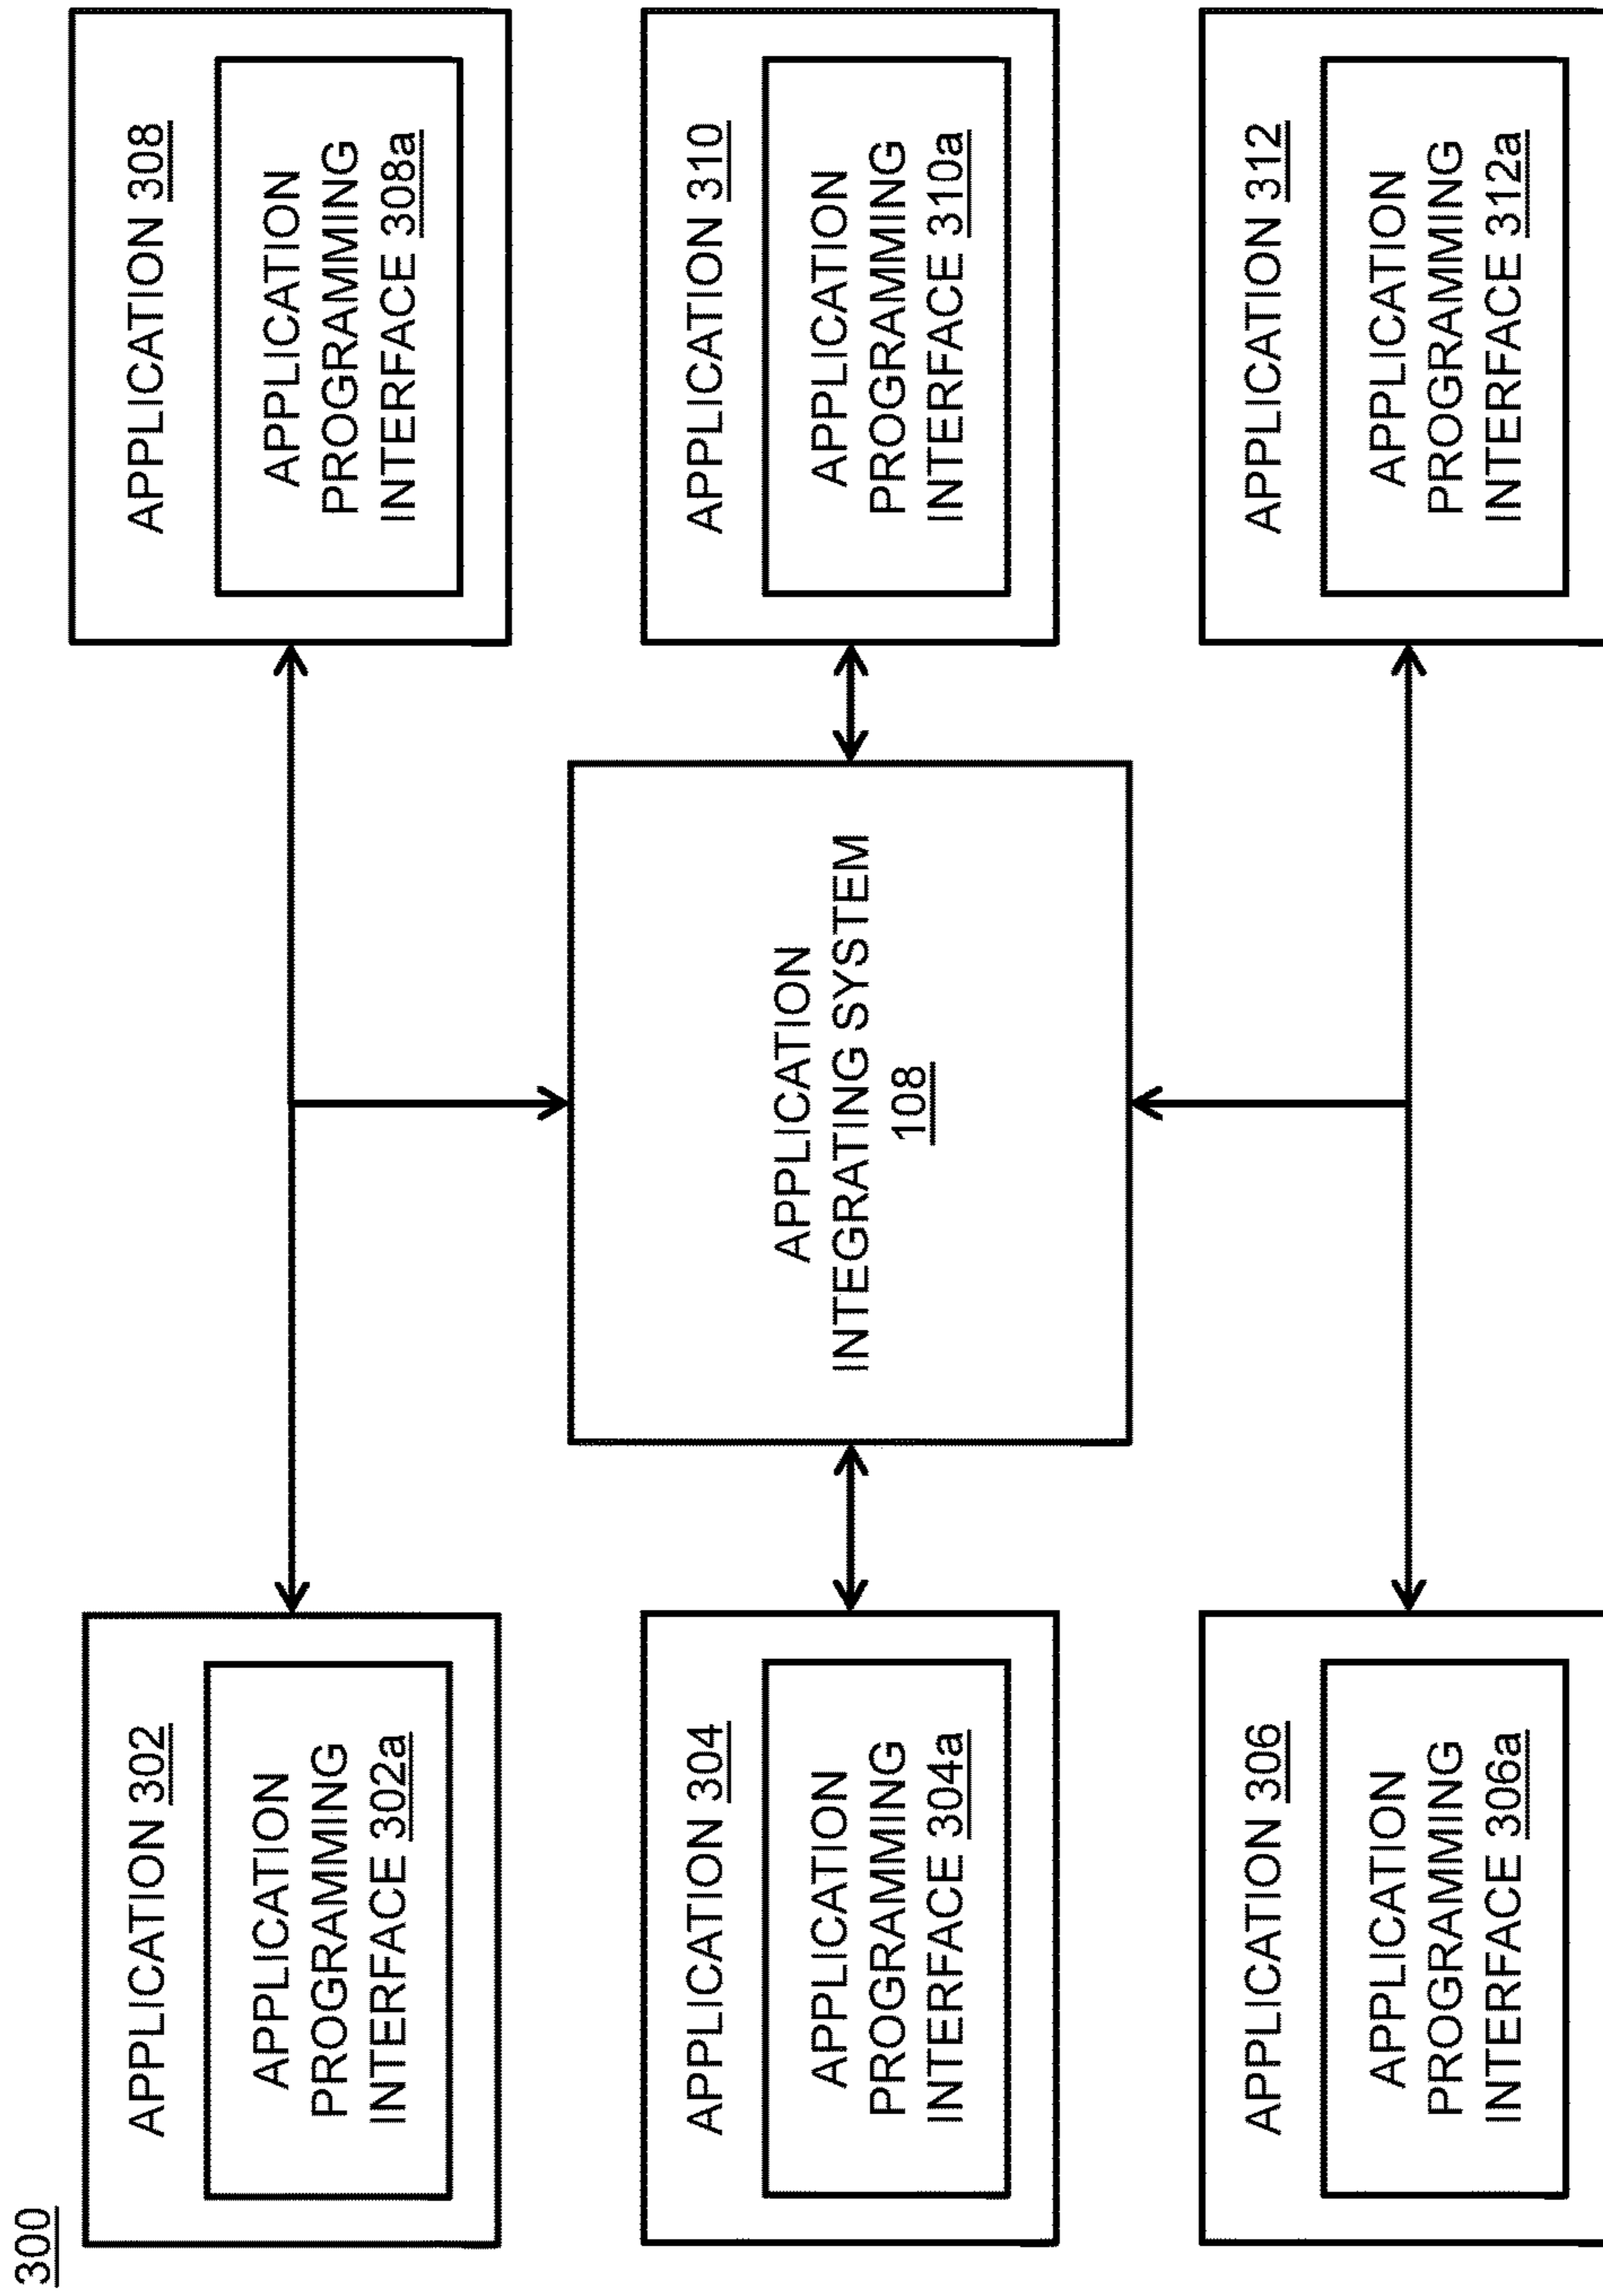 300
APPLICATION 302
APPLICATION
PROGRAMMING
INTERFACE 302a
APPLICATION 304
APPLICATION
PROGRAMMING
INTERFACE 304a
APPLICATION 306
APPLICATION
PROGRAMMING
INTERFACE 306a
APPLICATION
INTEGRATING SYSTEM
108
APPLICATION 308
APPLICATION
PROGRAMMING
INTERFACE 308a
APPLICATION 310
APPLICATION
PROGRAMMING
INTERFACE 310a
APPLICATION 312
APPLICATION
PROGRAMMING
INTERFACE 312a